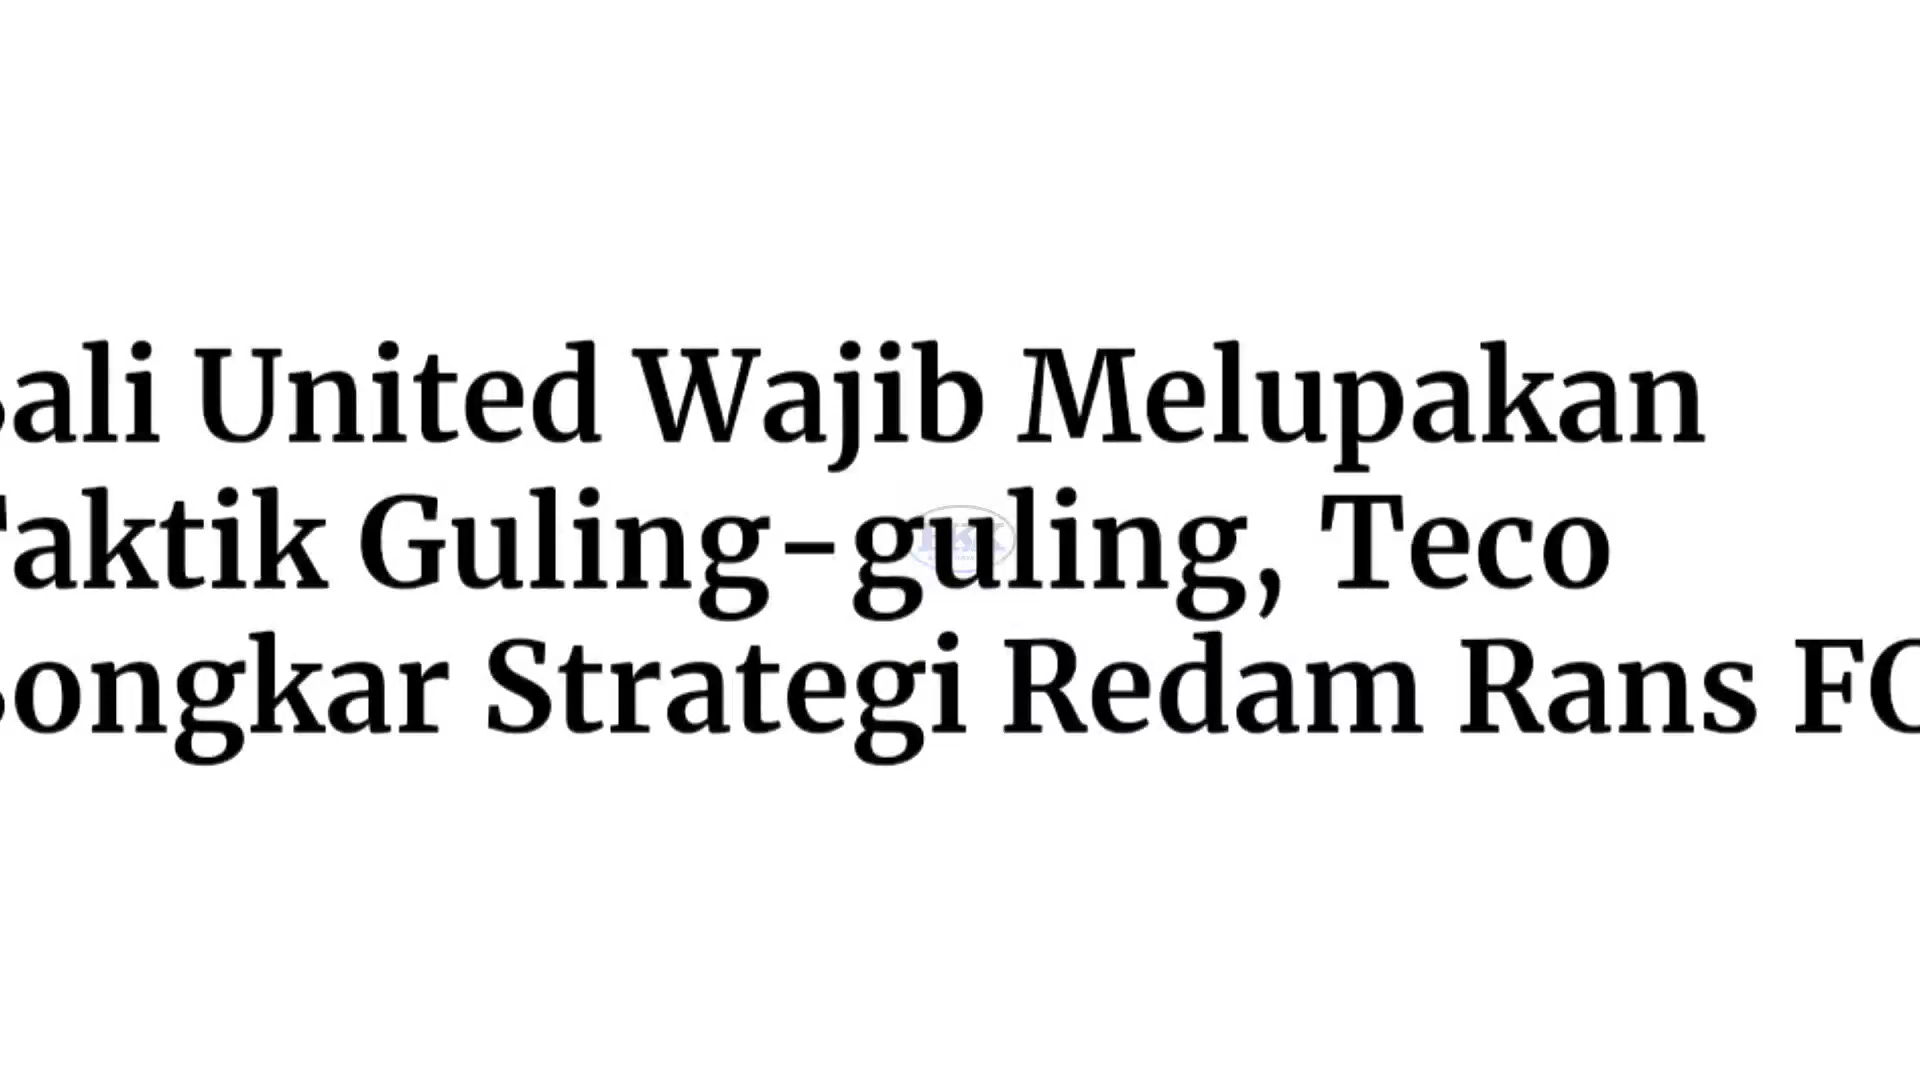 Bali United Wajib Melupakan
Taktik Guling-guling, Teco
Bongkar Strategi Redam Rans FC